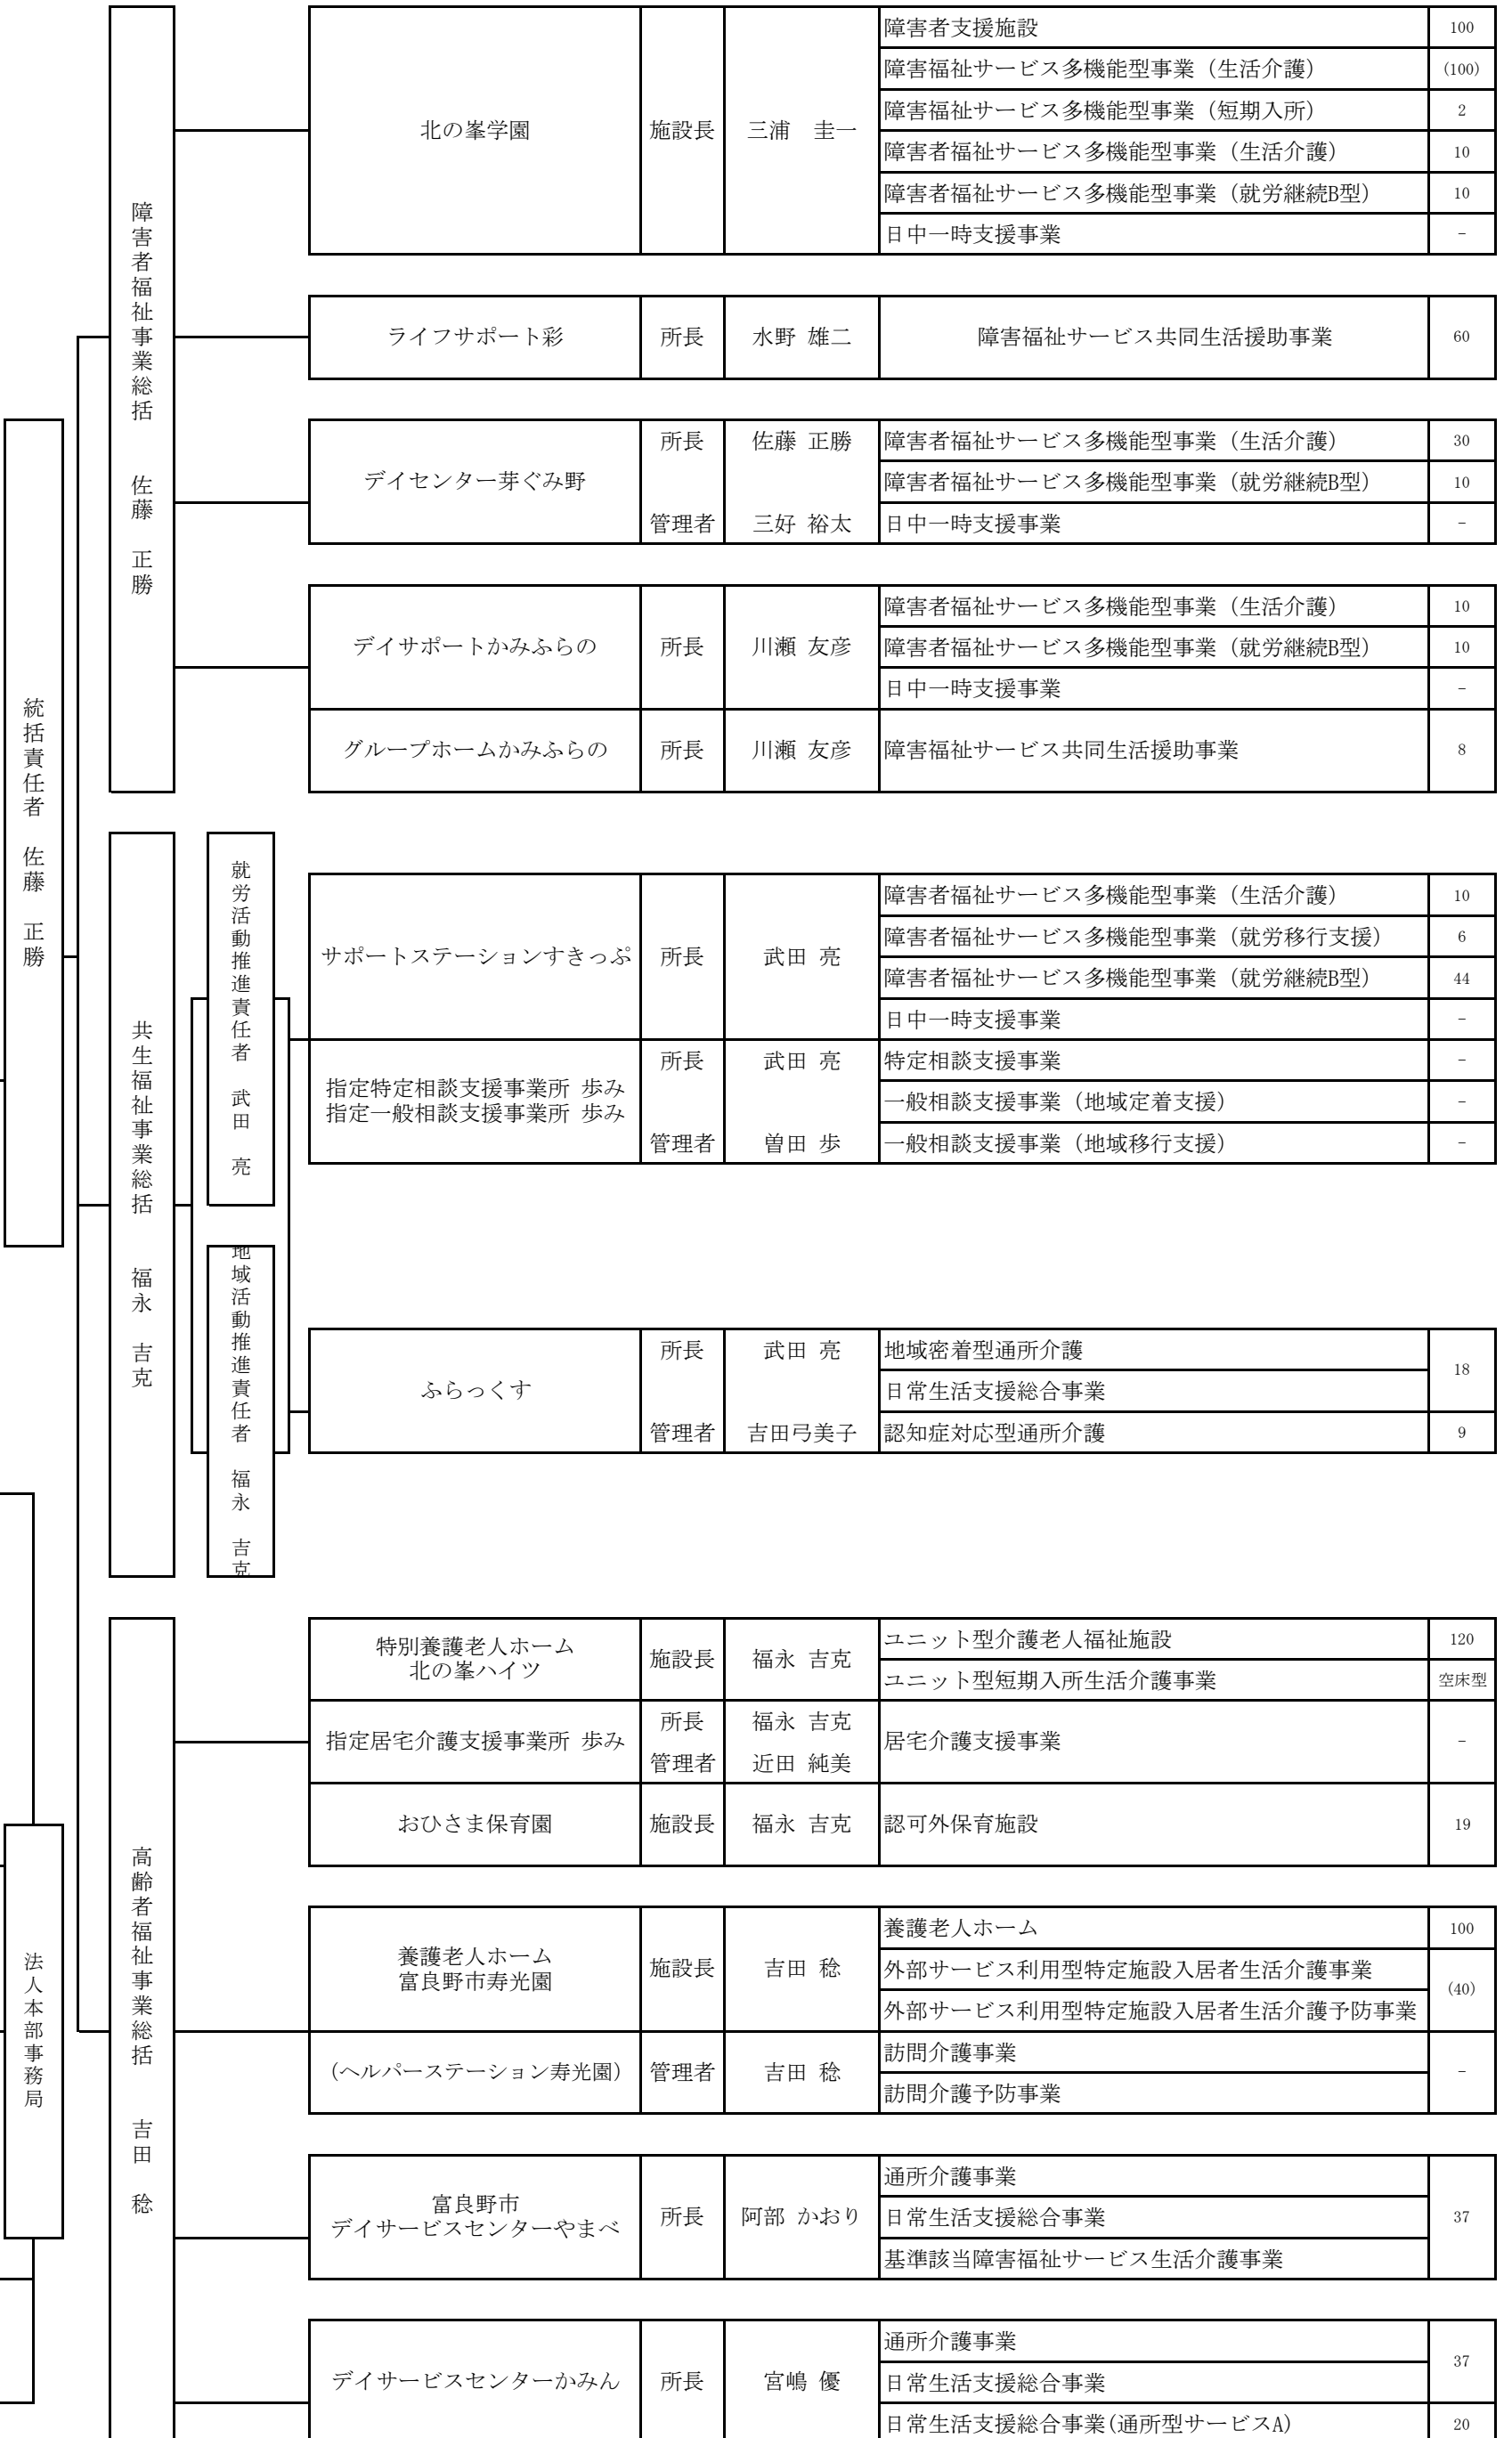 統括責任者 佐藤 正勝
法人本部事務局
障害者福祉事業総括 佐藤 正勝
北の峯学園 施設長 三浦 圭一
障害者支援施設 100
障害福祉サービス多機能型事業（生活介護） (100)
障害福祉サービス多機能型事業（短期入所） 2
障害者福祉サービス多機能型事業（生活介護） 10
障害者福祉サービス多機能型事業（就労継続B型） 10
日中一時支援事業 -
ライフサポート彩 所長 水野 雄二 障害福祉サービス共同生活援助事業 60
デイセンター芽ぐみ野
所長 佐藤 正勝 障害者福祉サービス多機能型事業（生活介護） 30
障害者福祉サービス多機能型事業（就労継続B型） 10
管理者 三好 裕太 日中一時支援事業 -
デイサポートかみふらの 所長 川瀬 友彦
障害者福祉サービス多機能型事業（生活介護） 10
障害者福祉サービス多機能型事業（就労継続B型） 10
日中一時支援事業 -
グループホームかみふらの 所長 川瀬 友彦 障害福祉サービス共同生活援助事業 8
共生福祉事業総括 福永 吉克
就労活動推進責任者 武田 亮
サポートステーションすきっぷ 所長 武田 亮
障害者福祉サービス多機能型事業（生活介護） 10
障害者福祉サービス多機能型事業（就労移行支援） 6
障害者福祉サービス多機能型事業（就労継続B型） 44
日中一時支援事業 -
指定特定相談支援事業所 歩み
指定一般相談支援事業所 歩み
所長 武田 亮 特定相談支援事業 -
一般相談支援事業（地域定着支援） -
管理者 曽田 歩 一般相談支援事業（地域移行支援） -
地域活動推進責任者 福永 吉克
ふらっくす
所長 武田 亮 地域密着型通所介護 18
日常生活支援総合事業
管理者 吉田弓美子 認知症対応型通所介護 9
高齢者福祉事業総括 吉田 稔
特別養護老人ホーム
北の峯ハイツ
施設長 福永 吉克
ユニット型介護老人福祉施設 120
ユニット型短期入所生活介護事業 空床型
指定居宅介護支援事業所 歩み
所長 福永 吉克
管理者 近田 純美
居宅介護支援事業 -
おひさま保育園 施設長 福永 吉克 認可外保育施設 19
養護老人ホーム
富良野市寿光園
施設長 吉田 稔
養護老人ホーム 100
外部サービス利用型特定施設入居者生活介護事業 (40)
外部サービス利用型特定施設入居者生活介護予防事業
（ヘルパーステーション寿光園） 管理者 吉田 稔
訪問介護事業 -
訪問介護予防事業
富良野市
デイサービスセンターやまべ
所長 阿部 かおり
通所介護事業
日常生活支援総合事業 37
基準該当障害福祉サービス生活介護事業
デイサービスセンターかみん 所長 宮嶋 優
通所介護事業 37
日常生活支援総合事業
日常生活支援総合事業(通所型サービスA) 20